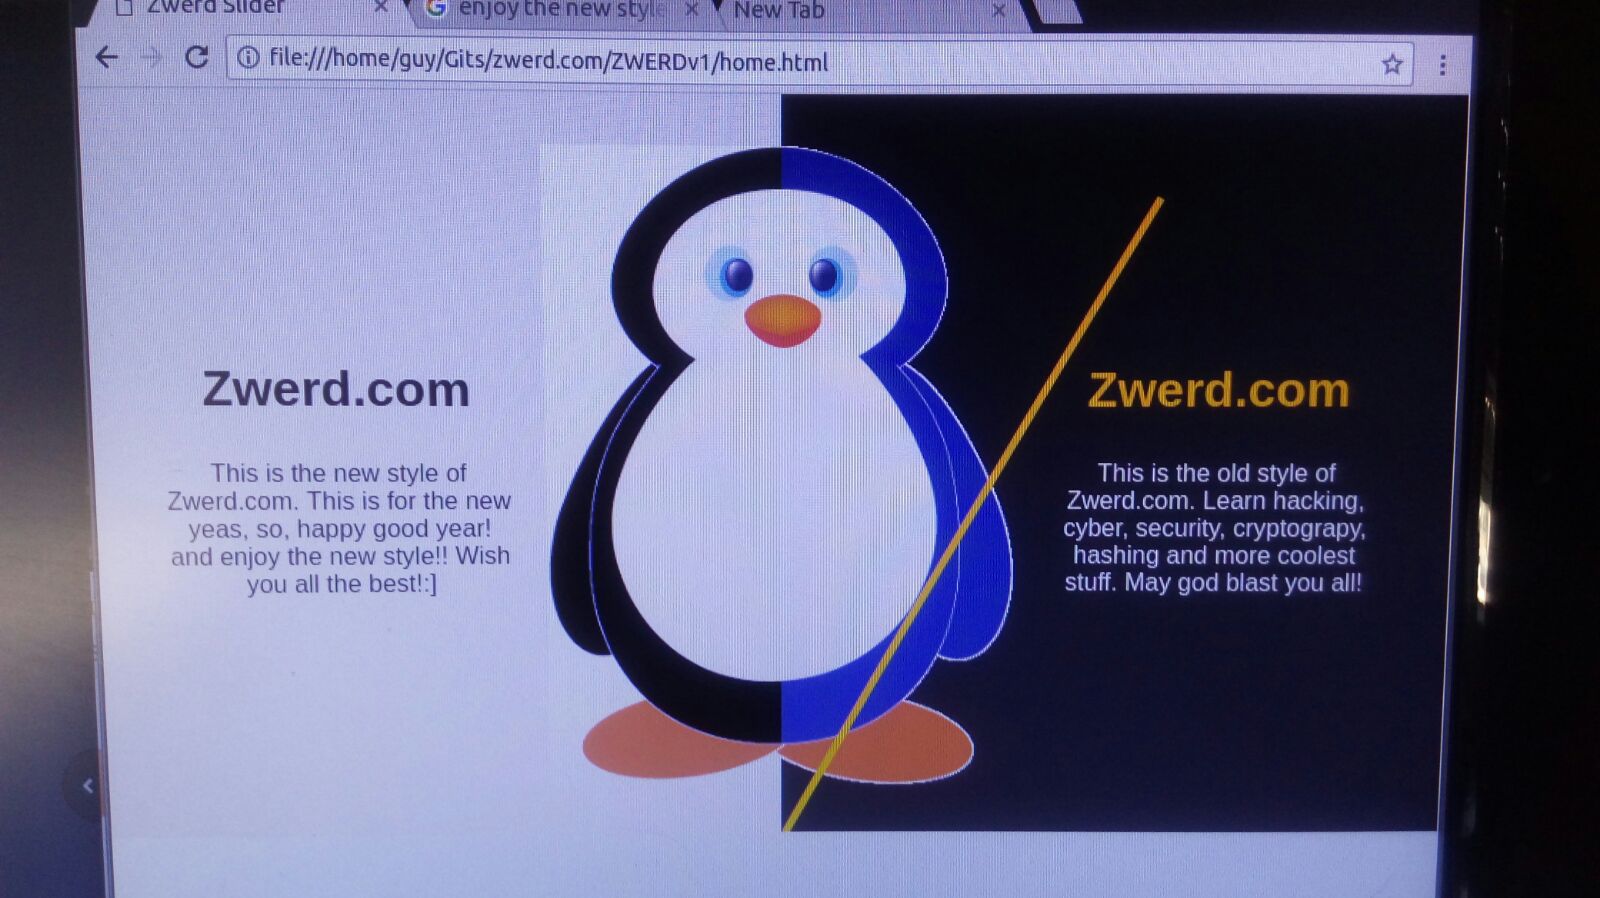 Zwerd Slider
enjoy the new style
New Tab
file:///home/guy/Gits/zwerd.com/ZWERDv1/home.html
Zwerd.com
This is the new style of
Zwerd.com. This is for the new
yeas, so, happy good year!
and enjoy the new style!! Wish
you all the best!:]
Zwerd.com
This is the old style of
Zwerd.com. Learn hacking,
cyber, security, cryptograpy,
hashing and more coolest
stuff. May god blast you all!